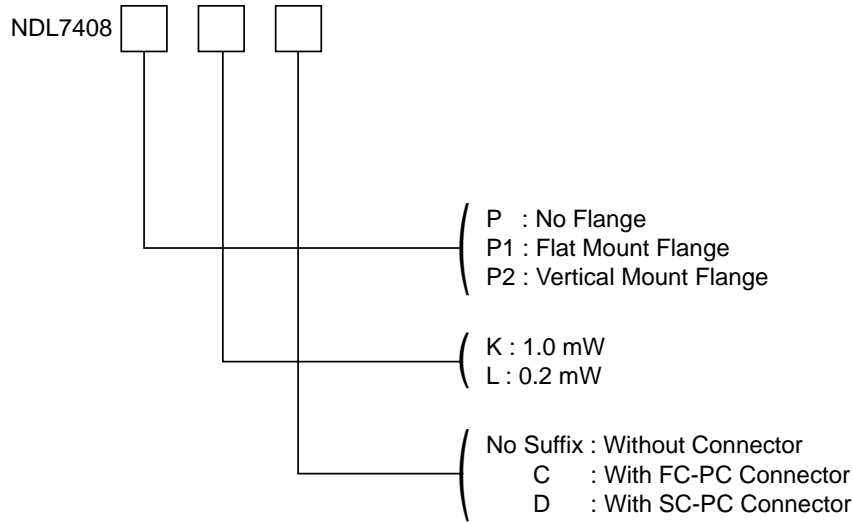 NDL7408
P : No Flange
P1 : Flat Mount Flange
P2 : Vertical Mount Flange
K : 1.0 mW
L : 0.2 mW
No Suffix : Without Connector
C : With FC-PC Connector
D : With SC-PC Connector